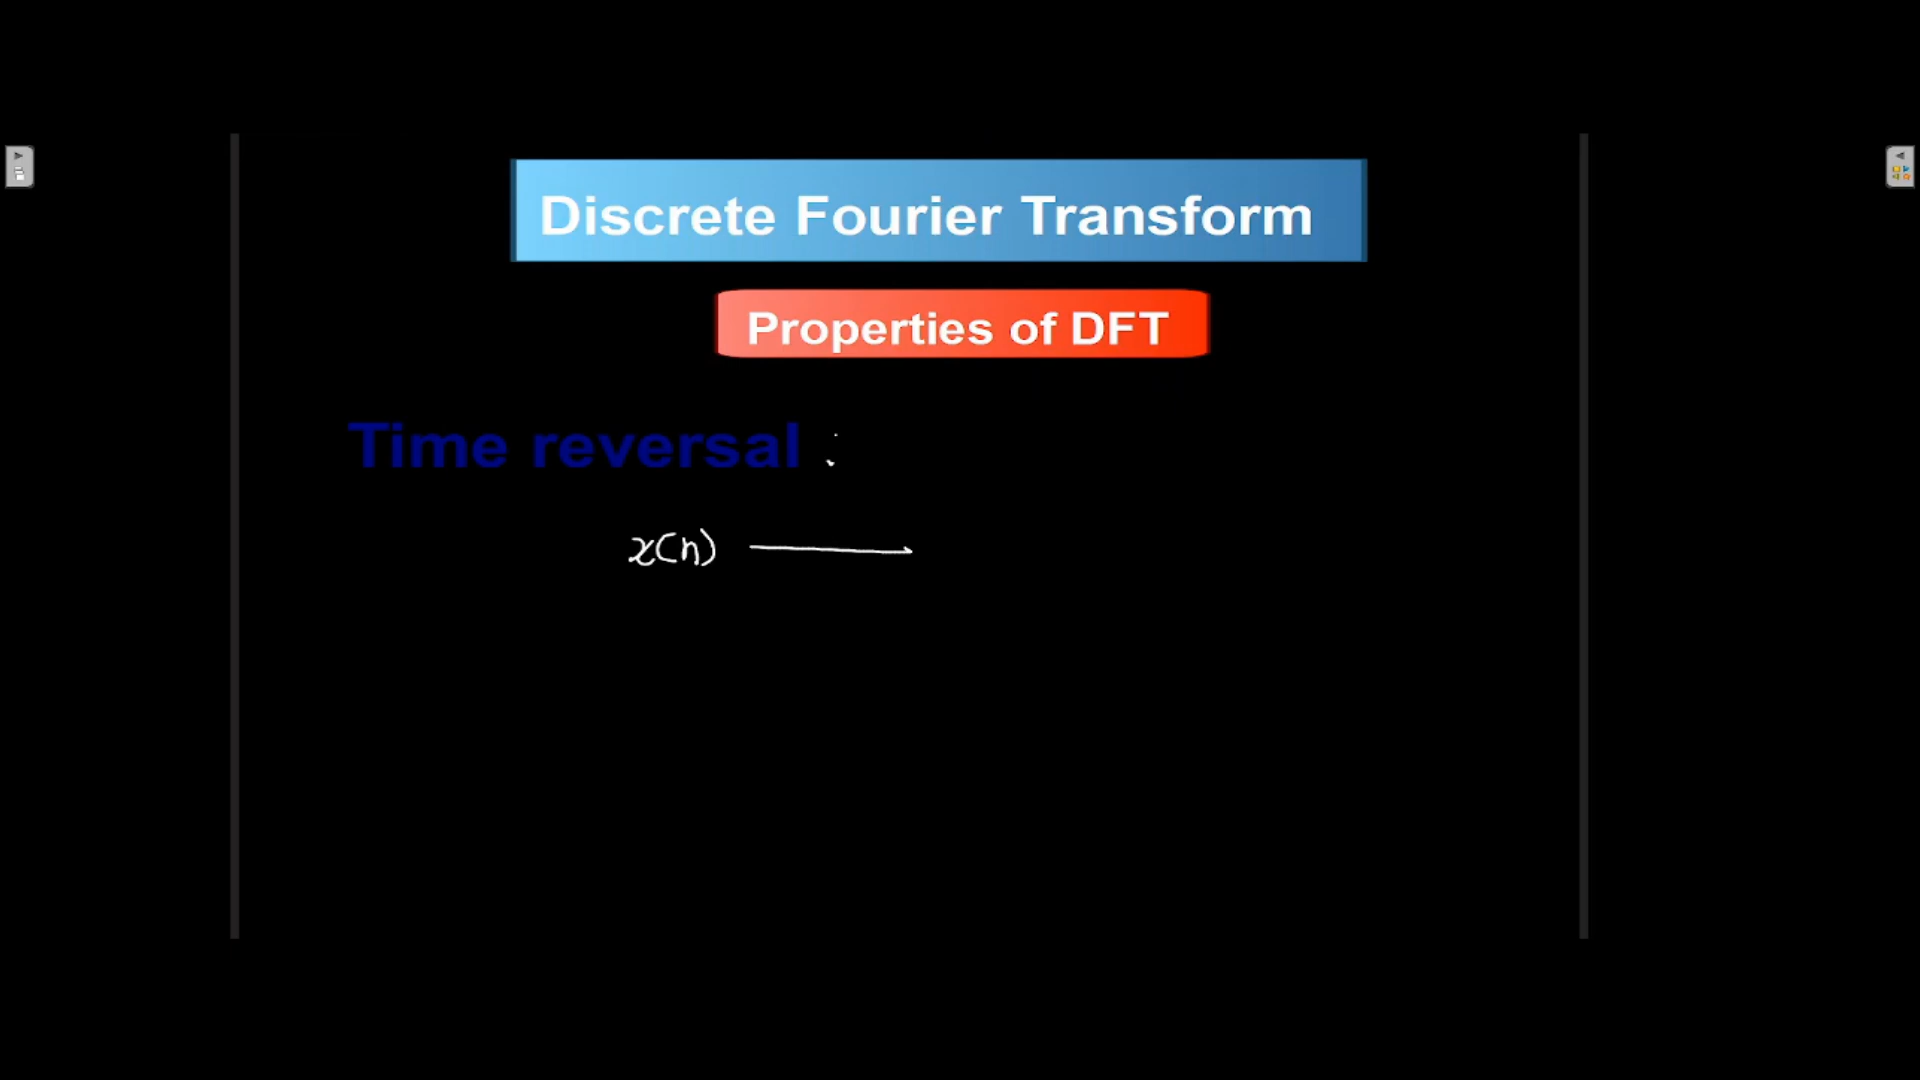 Discrete Fourier Transform
Properties of DFT
Time reversal :
x(n) →